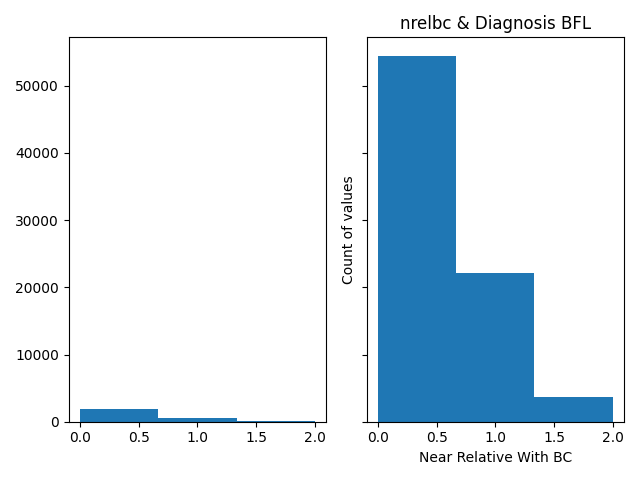 nrelbc & Diagnosis BFL
50000
40000
30000
20000
10000
0
0.0 0.5 1.0 1.5 2.0
Count of values
0.0 0.5 1.0 1.5 2.0
Near Relative With BC